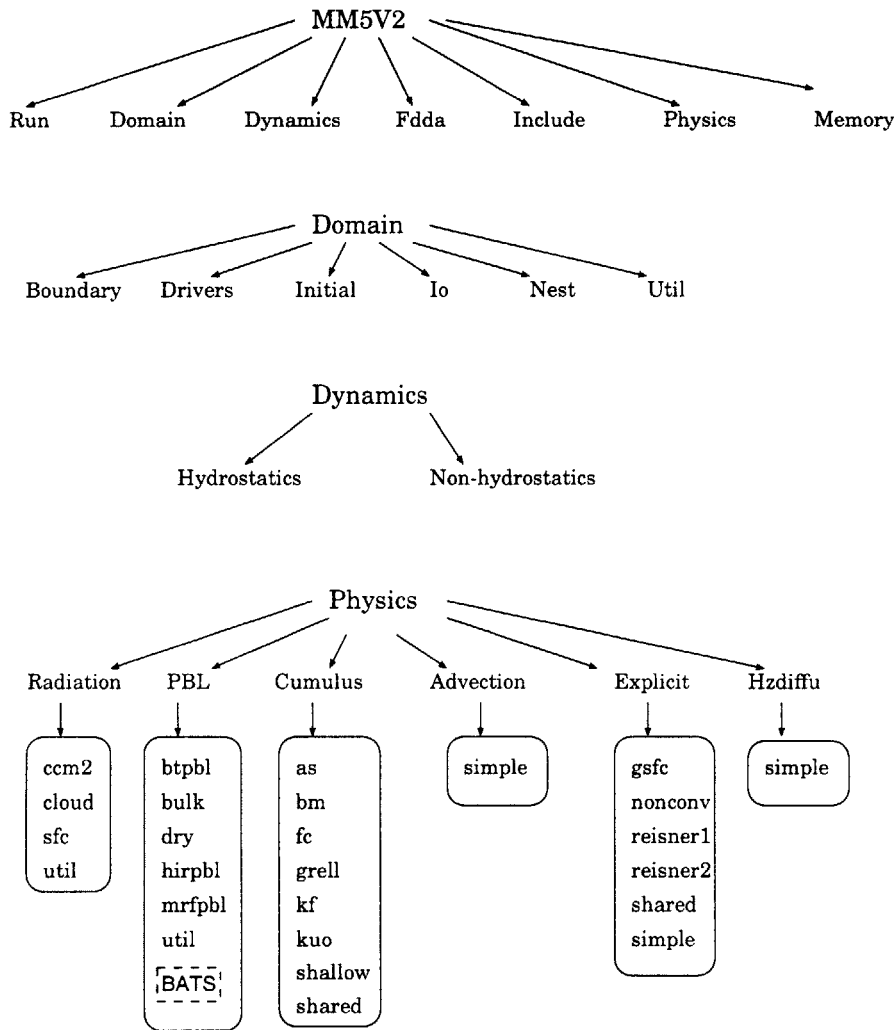 MM5V2
Run Domain Dynamics Fdda Include Physics Memory
Domain
Boundary Drivers Initial Io Nest Util
Dynamics
Hydrostatics Non-hydrostatics
Physics
Radiation PBL Cumulus Advection Explicit Hzdiffu
ccm2
cloud
sfc
util
btpbl
bulk
dry
hirpbl
mrfpbl
util
BATS
as
bm
fc
grell
kf
kuo
shallow
shared
simple
gsfc
nonconv
reisner1
reisner2
shared
simple
simple